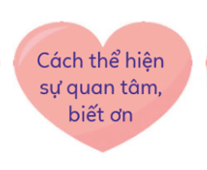 Cách thể hiện
sự quan tâm,
biết ơn